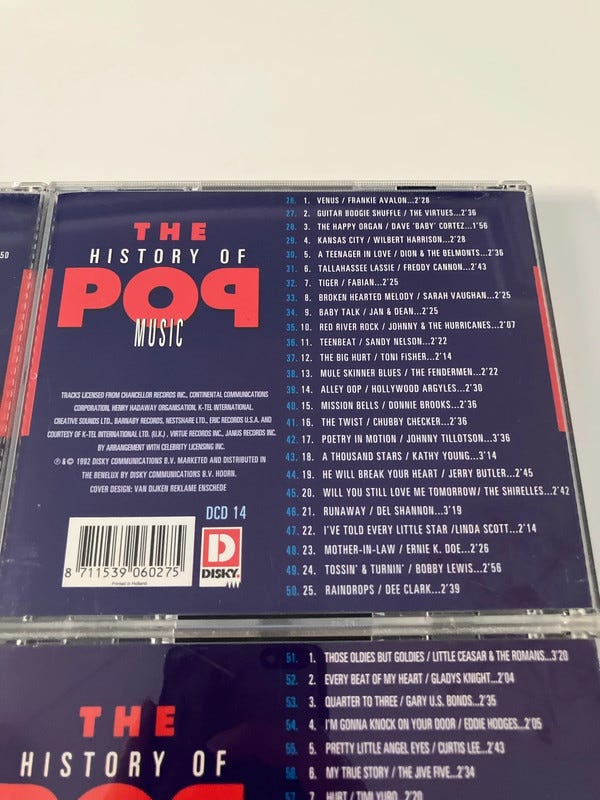 50
THE
HISTORY OF
POP
MUSIC
TRACKS LICENSED FROM CHANCELLOR RECORDS INC., CONTINENTAL COMMUNICATIONS
CORPORATION, HENRY HADAWAY ORGANISATION, K-TEL INTERNATIONAL,
CREATIVE SOUNDS LTD., BARNABY RECORDS, NESTSHARE LTD., ERIC RECORDS U.S.A. AND
COURTESY OF K-TEL INTERNATIONAL LTD. (U.K.) , VIRTUE RECORDS INC., JANUS RECORDS INC.
BY ARRANGEMENT WITH CELEBRITY LICENSING INC.
℗ & © 1992 DISKY COMMUNICATIONS B.V. MARKETED AND DISTRIBUTED IN
THE BENELUX BY DISKY COMMUNICATIONS B.V. HOORN.
COVER DESIGN: VAN DIJKEN REKLAME ENSCHEDE
DCD 14
8 711539 060275
Printed in Holland
D
DISKY
26. 1. VENUS / FRANKIE AVALON...2'28
27. 2. GUITAR BOOGIE SHUFFLE / THE VIRTUES...2'36
28. 3. THE HAPPY ORGAN / DAVE 'BABY' CORTEZ...1'56
29. 4. KANSAS CITY / WILBERT HARRISON...2'28
30. 5. A TEENAGER IN LOVE / DION & THE BELMONTS...2'36
31. 6. TALLAHASSEE LASSIE / FREDDY CANNON...2'43
32. 7. TIGER / FABIAN...2'25
33. 8. BROKEN HEARTED MELODY / SARAH VAUGHAN...2'25
34. 9. BABY TALK / JAN & DEAN...2'25
35. 10. RED RIVER ROCK / JOHNNY & THE HURRICANES...2'07
36. 11. TEENBEAT / SANDY NELSON...2'22
37. 12. THE BIG HURT / TONI FISHER...2'14
38. 13. MULE SKINNER BLUES / THE FENDERMEN...2'22
39. 14. ALLEY OOP / HOLLYWOOD ARGYLES...2'30
40. 15. MISSION BELLS / DONNIE BROOKS...2'36
41. 16. THE TWIST / CHUBBY CHECKER...2'36
42. 17. POETRY IN MOTION / JOHNNY TILLOTSON...3'36
43. 18. A THOUSAND STARS / KATHY YOUNG...3'14
44. 19. HE WILL BREAK YOUR HEART / JERRY BUTLER...2'45
45. 20. WILL YOU STILL LOVE ME TOMORROW / THE SHIRELLES...2'42
46. 21. RUNAWAY / DEL SHANNON...3'19
47. 22. I'VE TOLD EVERY LITTLE STAR /LINDA SCOTT...2'14
48. 23. MOTHER-IN-LAW / ERNIE K. DOE...2'26
49. 24. TOSSIN' & TURNIN' / BOBBY LEWIS...2'56
50. 25. RAINDROPS / DEE CLARK...2'39
THE
HISTORY OF
POP
51. 1. THOSE OLDIES BUT GOLDIES / LITTLE CEASAR & THE ROMANS...3'20
52. 2. EVERY BEAT OF MY HEART / GLADYS KNIGHT...2'04
53. 3. QUARTER TO THREE / GARY U.S. BONDS...2'35
54. 4. I'M GONNA KNOCK ON YOUR DOOR / EDDIE HODGES...2'05
55. 5. PRETTY LITTLE ANGEL EYES / CURTIS LEE...2'43
56. 6. MY TRUE STORY / THE JIVE FIVE...2'34
57. 7. HURT / TIMI YURO...2'20